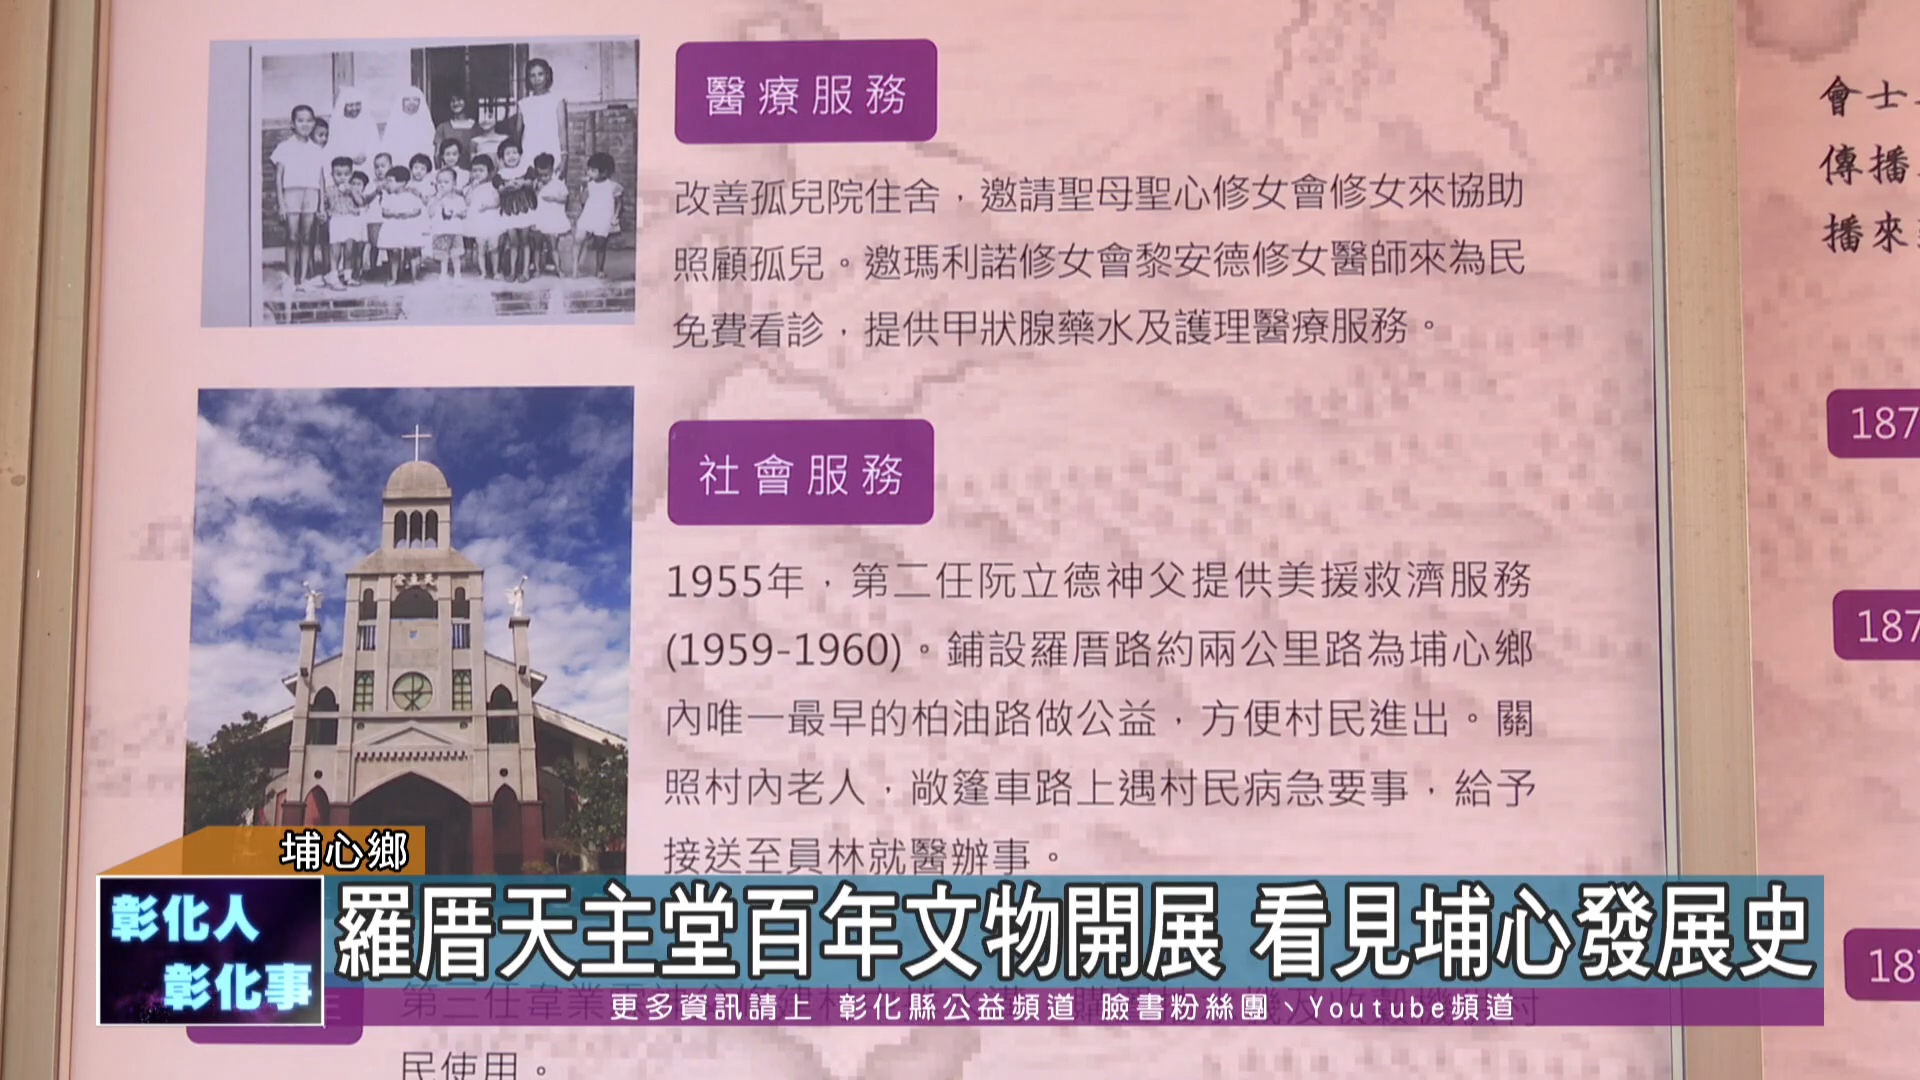 醫療服務
改善孤兒院住舍，邀請聖母聖心修女會修女來協助
照顧孤兒。邀瑪利諾修女會黎安德修女醫師來為民
免費看診，提供甲狀腺藥水及護理醫療服務。
天主堂
社會服務
1955年，第二任阮立德神父提供美援救濟服務
(1959-1960)。鋪設羅厝路約兩公里路為埔心鄉
內唯一最早的柏油路做公益，方便村民進出。關
照村內老人，敞篷車路上遇村民病急要事，給予
接送至員林就醫辦事。
民使用。
會士
傳播
播來
187
187
18
埔心鄉
彰化人
彰化事
羅厝天主堂百年文物開展 看見埔心發展史
更多資訊請上 彰化縣公益頻道 臉書粉絲團、Youtube頻道